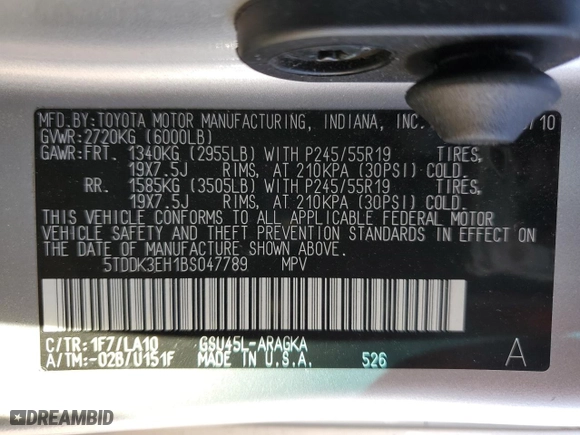 MFD.BY:TOYOTA MOTOR MANUFACTURING, INDIANA, INC. /10
GVWR:2720KG (6000LB)
GAWR:FRT. 1340KG (2955LB) WITH P245/55R19 TIRES,
19X7.5J RIMS, AT 210KPA (30PSI) COLD.
RR. 1585KG (3505LB) WITH P245/55R19 TIRES,
19X7.5J RIMS, AT 210KPA (30PSI) COLD.
THIS VEHICLE CONFORMS TO ALL APPLICABLE FEDERAL MOTOR
VEHICLE SAFETY AND THEFT PREVENTION STANDARDS IN EFFECT ON
THE DATE OF MANUFACTURE SHOWN ABOVE.
5TDDK3EH1BS047789 MPV
C/TR:1F7/LA10 GSU45L-ARAGKA
A/TM:-02B/U151F MADE IN U.S.A. 526 A
DREAMBID